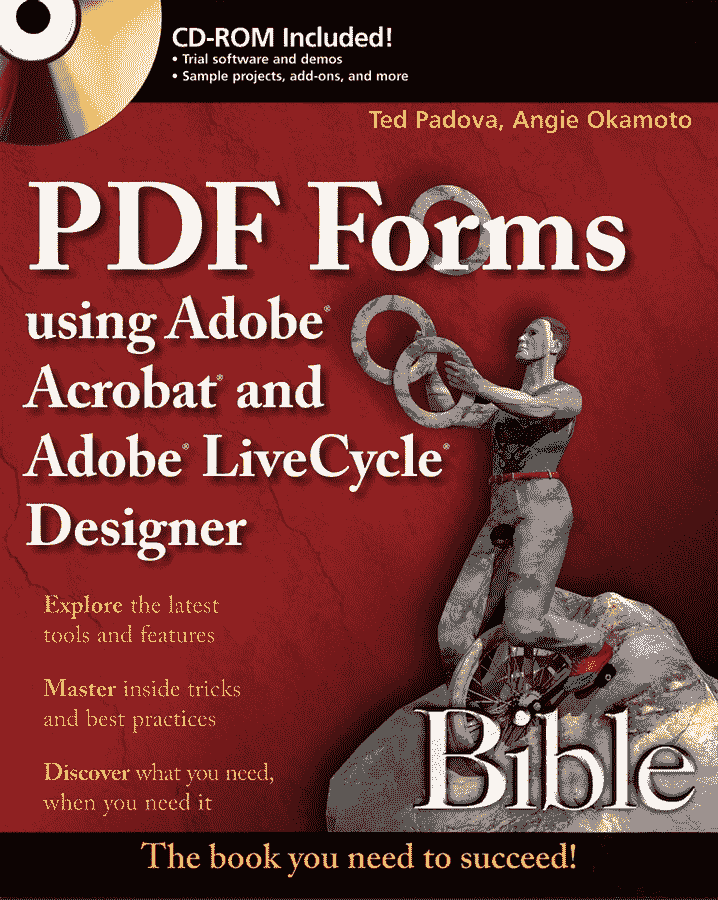 CD-ROM Included!
• Trial software and demos
• Sample projects, add-ons, and more
Ted Padova, Angie Okamoto
PDF Forms
using Adobe®
Acrobat® and
Adobe® LiveCycle®
Designer
Explore the latest
tools and features
Master inside tricks
and best practices
Discover what you need,
when you need it
Bible
The book you need to succeed!